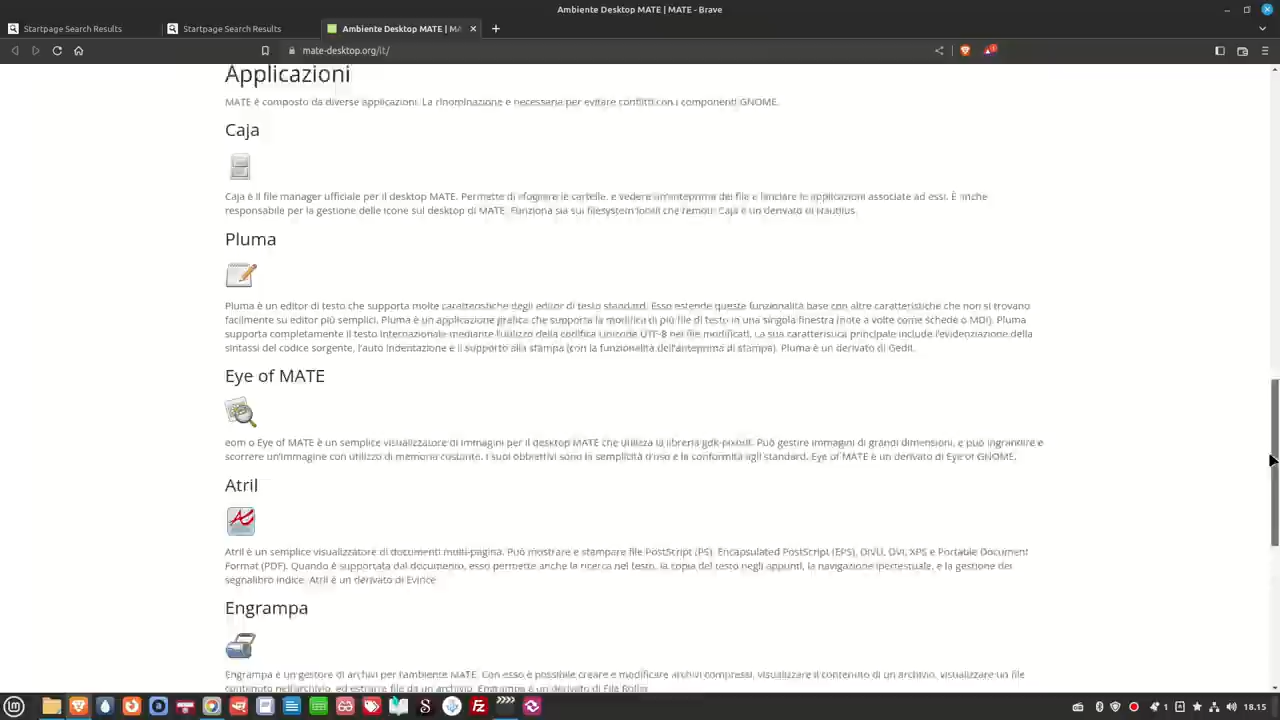 Ambiente Desktop MATE | MATE - Brave
Startpage Search Results
Startpage Search Results
Ambiente Desktop MATE | MA
mate-desktop.org/it/
Applicazioni
MATE è composto da diverse applicazioni. La rinominazione è necessaria per evitare conflitti con i componenti GNOME.
Caja
Caja è il file manager ufficiale per il desktop MATE. Permette di sfogliare le cartelle, e vedere un'anteprima dei file e lanciare le applicazioni associate ad essi. È anche
responsabile per la gestione delle icone sul desktop di MATE. Funziona sia sui filesystem locali che remoti. Caja è un derivato di Nautilus.
Pluma
Pluma è un editor di testo che supporta molte caratteristiche degli editor di testo standard. Esso estende queste funzionalità base con altre caratteristiche che non si trovano
facilmente su editor più semplici. Pluma è un applicazione grafica che supporta la modifica di più file di testo in una singola finestra (note a volte come schede o MDI). Pluma
supporta completamente il testo internazionale mediante l'utilizzo della codifica Unicode UTF-8 nei file modificati. La sua caratteristica principale include l'evidenziazione della
sintassi del codice sorgente, l'auto indentazione e il supporto alla stampa (con la funzionalità dell'anteprima di stampa). Pluma è un derivato di Gedit.
Eye of MATE
eom o Eye of MATE è un semplice visualizzatore di immagini per il desktop MATE che utilizza la libreria gdk-pixbuf. Può gestire immagini di grandi dimensioni, e può ingrandire e
scorrere un'immagine con utilizzo di memoria costante. I suoi obbiettivi sono la semplicità d'uso e la conformità agli standard. Eye of MATE è un derivato di Eye of GNOME.
Atril
Atril è un semplice visualizzatore di documenti multi-pagina. Può mostrare e stampare file PostScript (PS), Encapsulated PostScript (EPS), DJVU, DVI, XPS e Portable Document
Format (PDF). Quando è supportata dal documento, esso permette anche la ricerca nel testo, la copia del testo negli appunti, la navigazione ipertestuale, e la gestione dei
segnalibro indice. Atril è un derivato di Evince
Engrampa
Engrampa è un gestore di archivi per l'ambiente MATE. Con esso è possibile creare e modificare archivi compressi, visualizzare il contenuto di un archivio, visualizzare un file
contenuto nell'archivio, ed estrarre file da un archivio. Engrampa è un derivato di File Roller
1
18.15